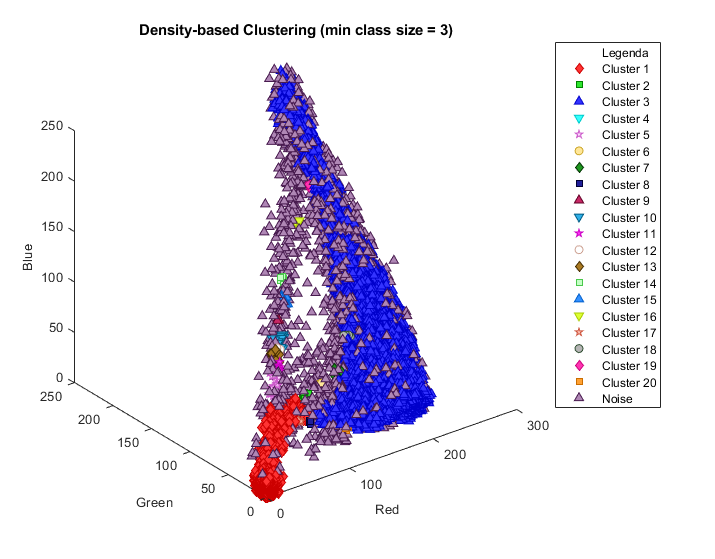 Density-based Clustering (min class size = 3)
Legenda
Cluster 1
Cluster 2
Cluster 3
Cluster 4
Cluster 5
Cluster 6
Cluster 7
Cluster 8
Cluster 9
Cluster 10
Cluster 11
Cluster 12
Cluster 13
Cluster 14
Cluster 15
Cluster 16
Cluster 17
Cluster 18
Cluster 19
Cluster 20
Noise
250
200
150
100
50
0
Blue
250
200
150
100
50
0
Green
0
100
200
300
Red